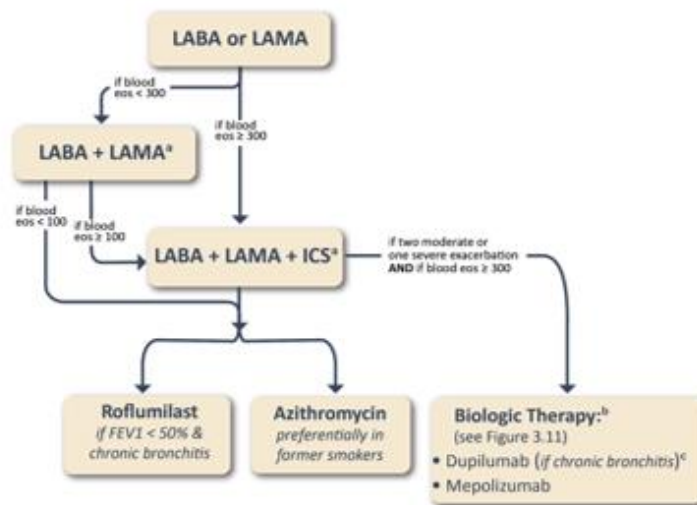 LABA or LAMA
if blood
eos < 300
if blood
eos ≥ 300
LABA + LAMAᵃ
if blood
eos < 100
if blood
eos ≥ 100
LABA + LAMA + ICSᵃ
if two moderate or
one severe exacerbation
AND if blood eos ≥ 300
Roflumilast
if FEV1 < 50% &
chronic bronchitis
Azithromycin
preferentially in
former smokers
Biologic Therapy:ᵇ
(see Figure 3.11)
• Dupilumab (if chronic bronchitis)ᶜ
• Mepolizumab